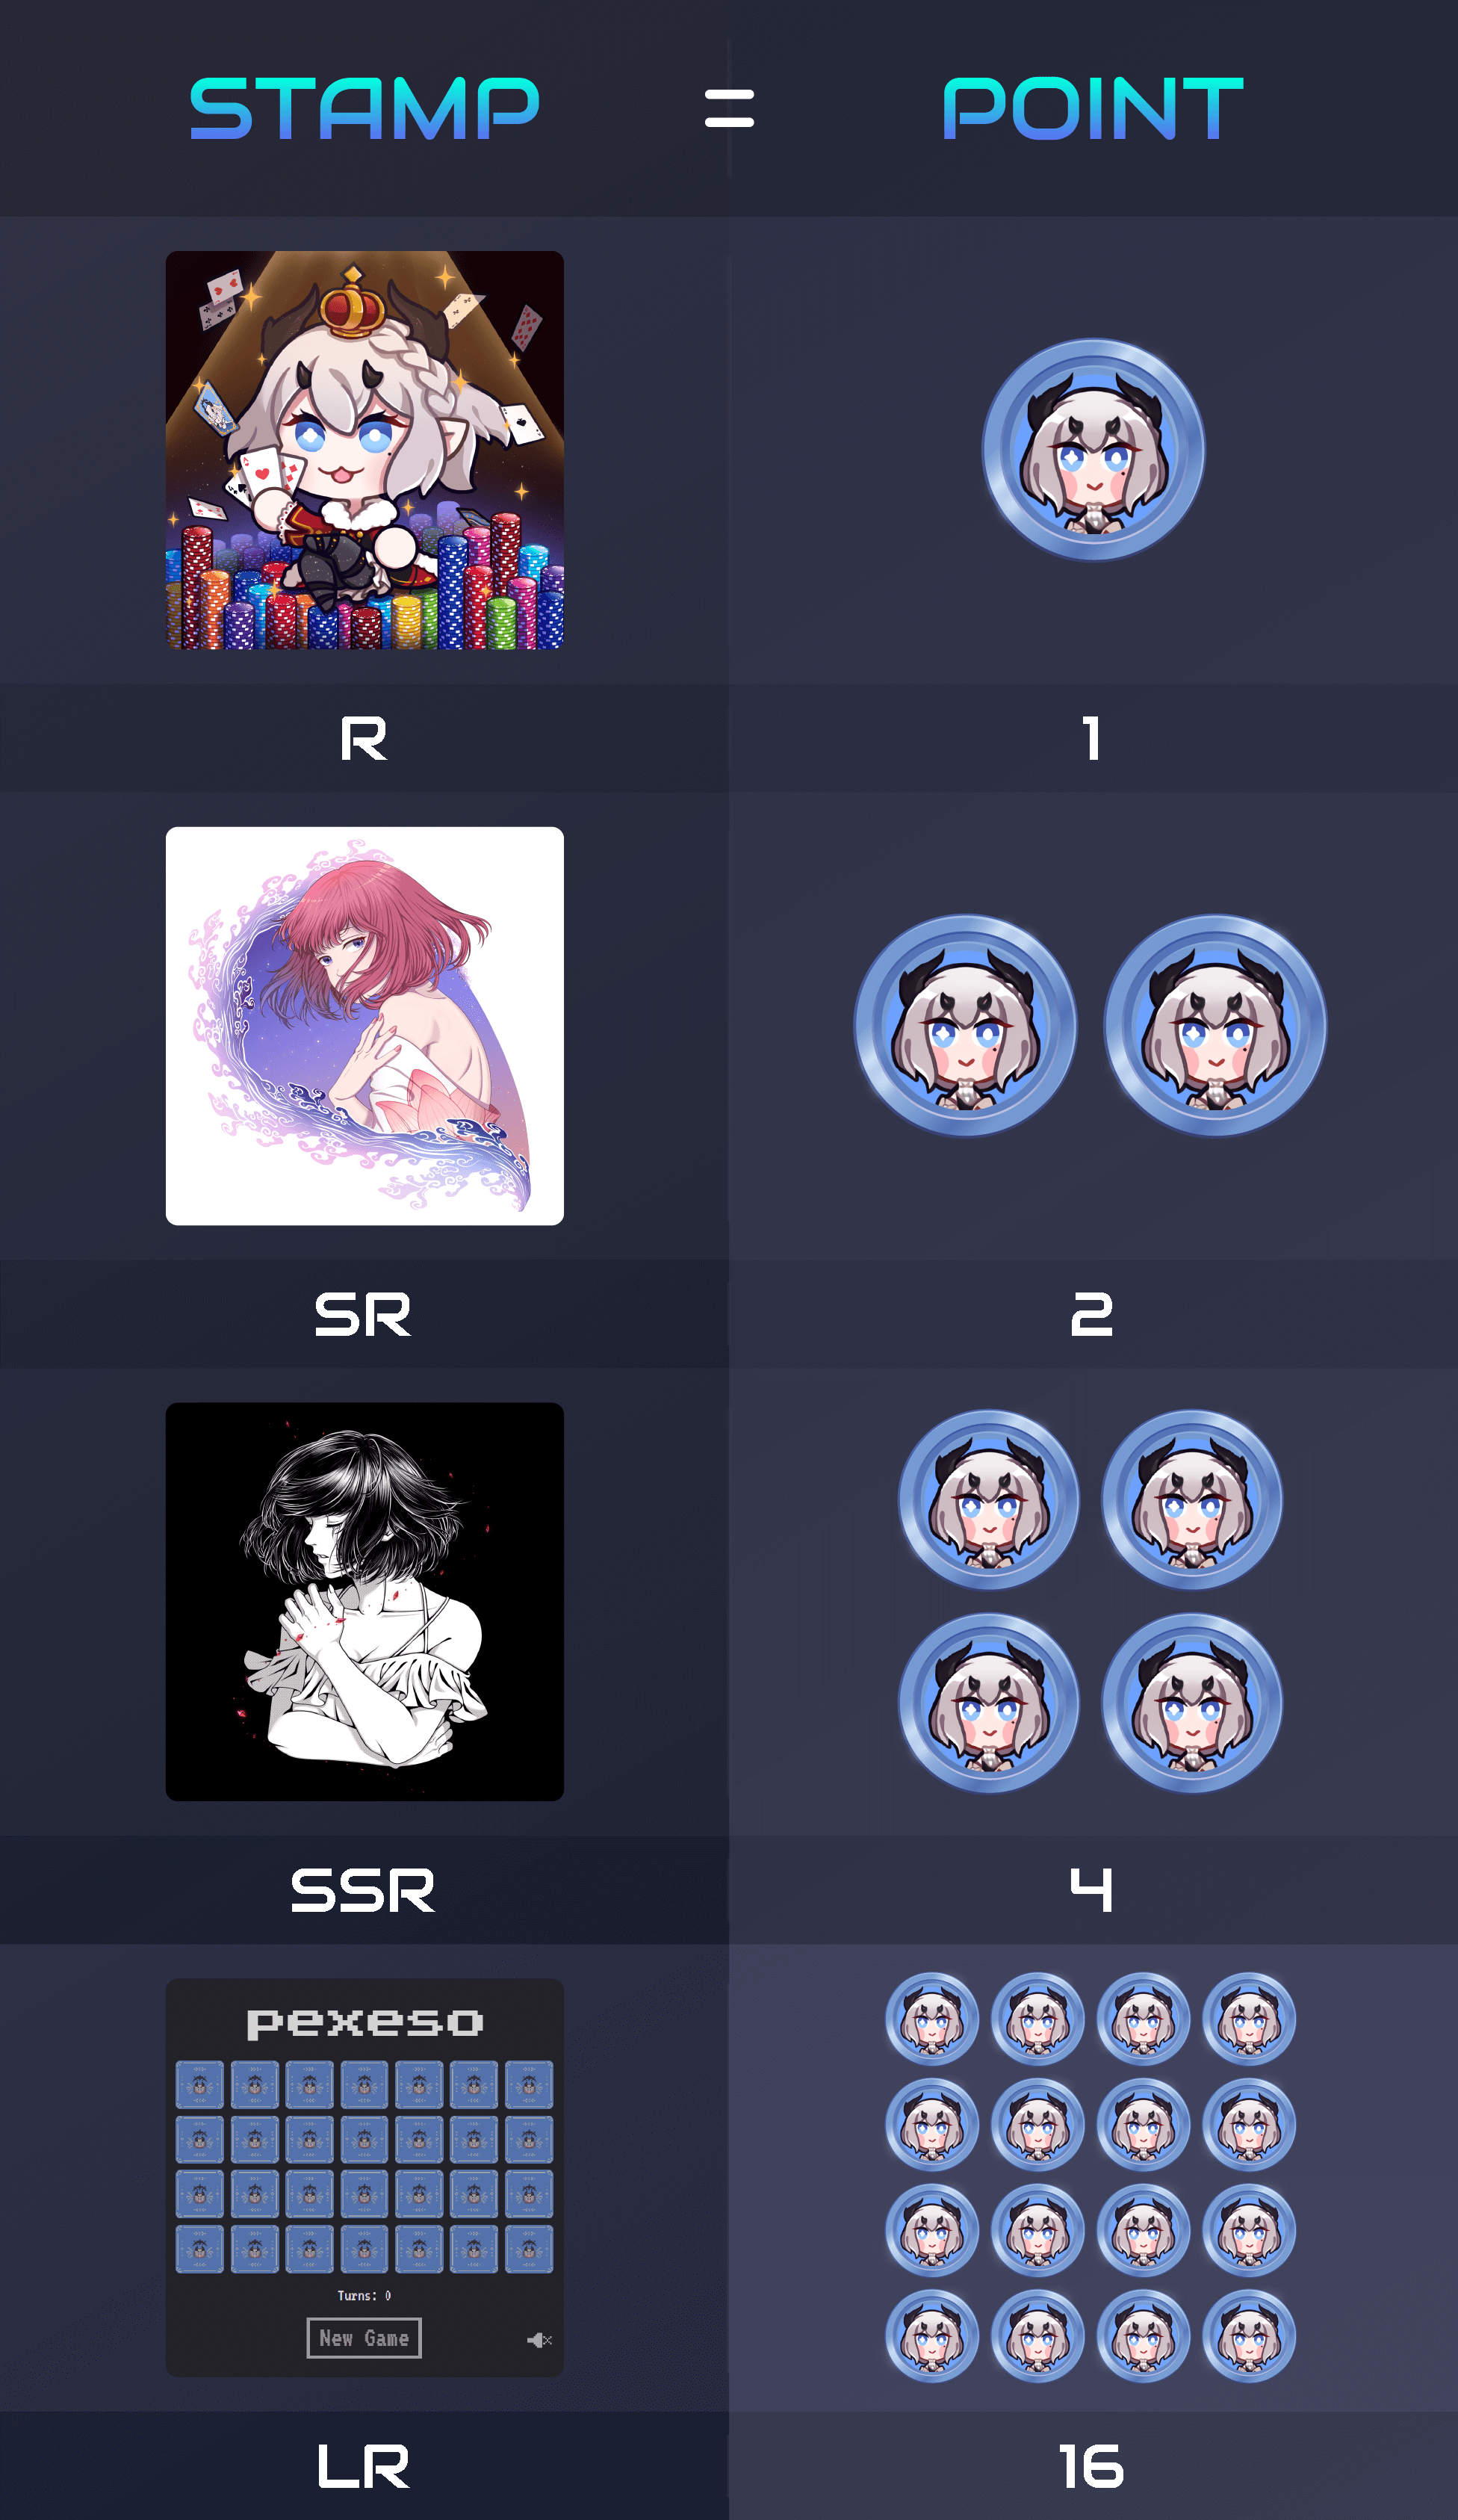 STAMP = POINT
R 1
SR 2
SSR 4
pexeso
Turns: 0
New Game
LR 16